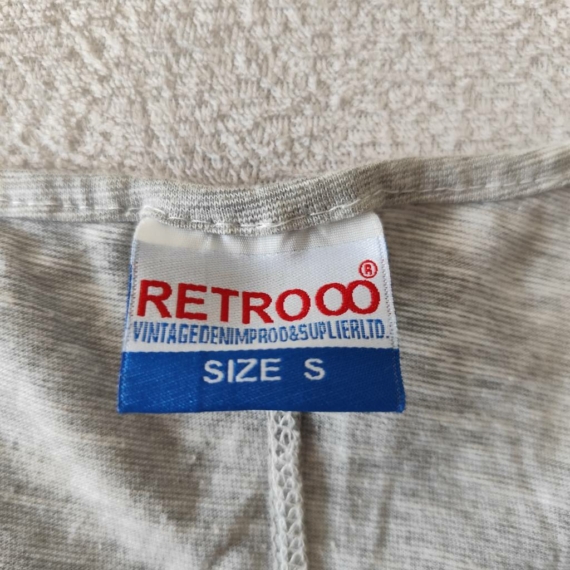 RETROOO®
VINTAGEDENIMPROD&SUPLIERLTD.
SIZE S